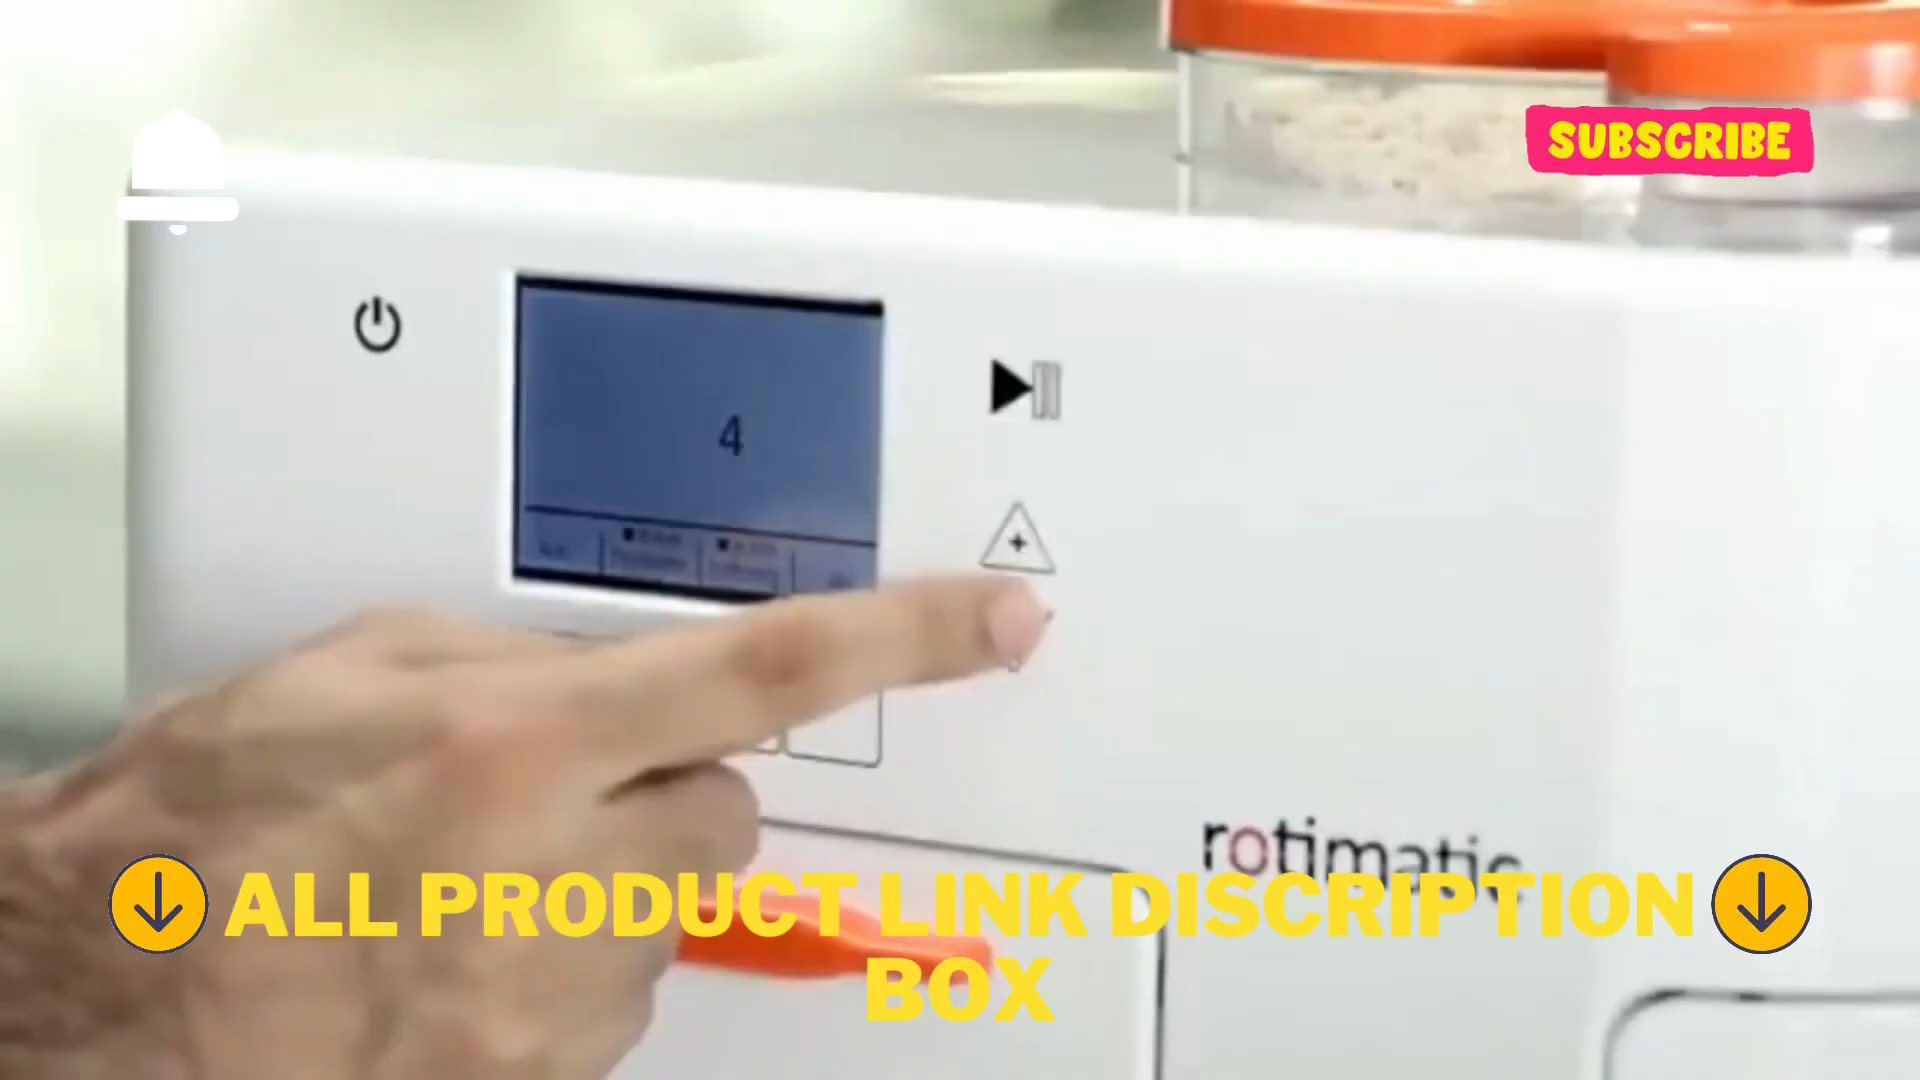 SUBSCRIBE
4
rotimatic
ALL PRODUCT LINK DISCRIPTION
BOX